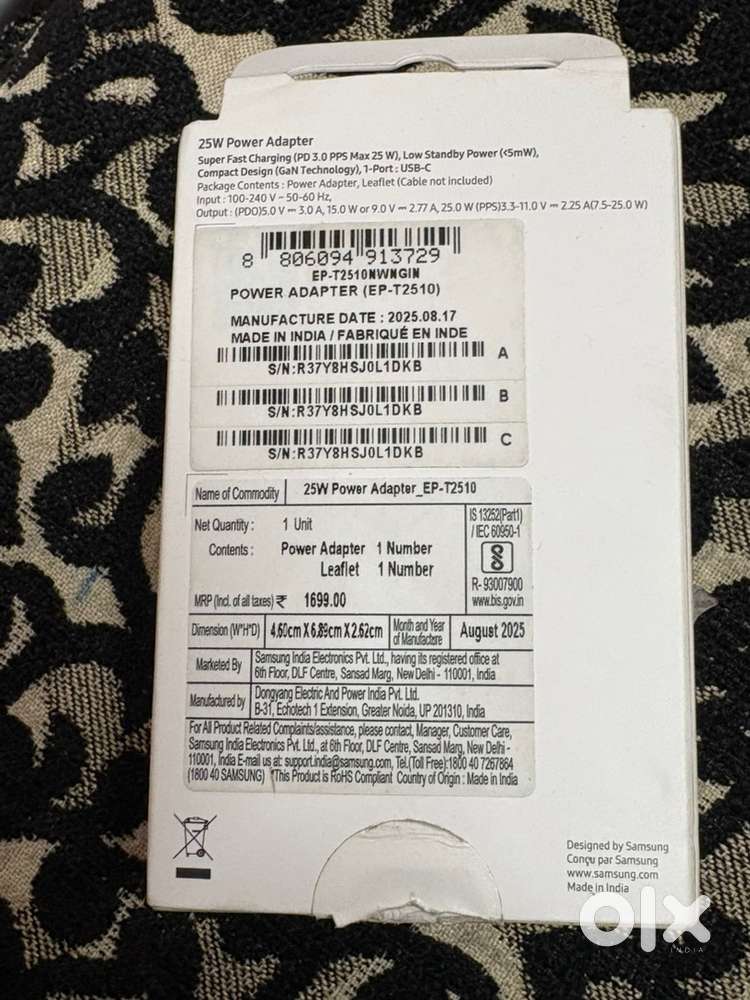 25W Power Adapter
Super Fast Charging (PD 3.0 PPS Max 25 W), Low Standby Power (<5mW),
Compact Design (GaN Technology), 1-Port : USB-C
Package Contents : Power Adapter, Leaflet (Cable not included)
Input : 100-240 V ~ 50-60 Hz,
Output : (PDO)5.0 V ⎓ 3.0 A, 15.0 W or 9.0 V ⎓ 2.77 A, 25.0 W (PPS)3.3-11.0 V ⎓ 2.25 A(7.5-25.0 W)
8 806094 913729
EP-T2510NWNGIN
POWER ADAPTER (EP-T2510)
MANUFACTURE DATE : 2025.08.17
MADE IN INDIA / FABRIQUÉ EN INDE
A
S/N:R37Y8HSJ0L1DKB
B
S/N:R37Y8HSJ0L1DKB
C
S/N:R37Y8HSJ0L1DKB
Name of Commodity 25W Power Adapter_EP-T2510
Net Quantity : 1 Unit
Contents : Power Adapter 1 Number
Leaflet 1 Number
IS 13252(Part1)
/ IEC 60950-1
R- 93007900
www.bis.gov.in
MRP (Incl. of all taxes) ₹ 1699.00
Dimension (W*H*D) 4.60cm X 6.89cm X 2.62cm Month and Year of Manufacture August 2025
Marketed By Samsung India Electronics Pvt. Ltd., having its registered office at
6th Floor, DLF Centre, Sansad Marg, New Delhi - 110001, India
Manufactured by Dongyang Electric And Power India Pvt. Ltd.
B-31, Echotech 1 Extension, Greater Noida, UP 201310, India
For All Product Related Complaints/assistance, please contact, Manager, Customer Care,
Samsung India Electronics Pvt. Ltd., at 6th Floor, DLF Centre, Sansad Marg, New Delhi -
110001, India E-mail us at: support.india@samsung.com, Tel.(Toll Free):1800 40 7267864
(1800 40 SAMSUNG) *This Product is RoHS Compliant Country of Origin : Made in India
Designed by Samsung
Conçu par Samsung
www.samsung.com
Made in India
olx
INDIA